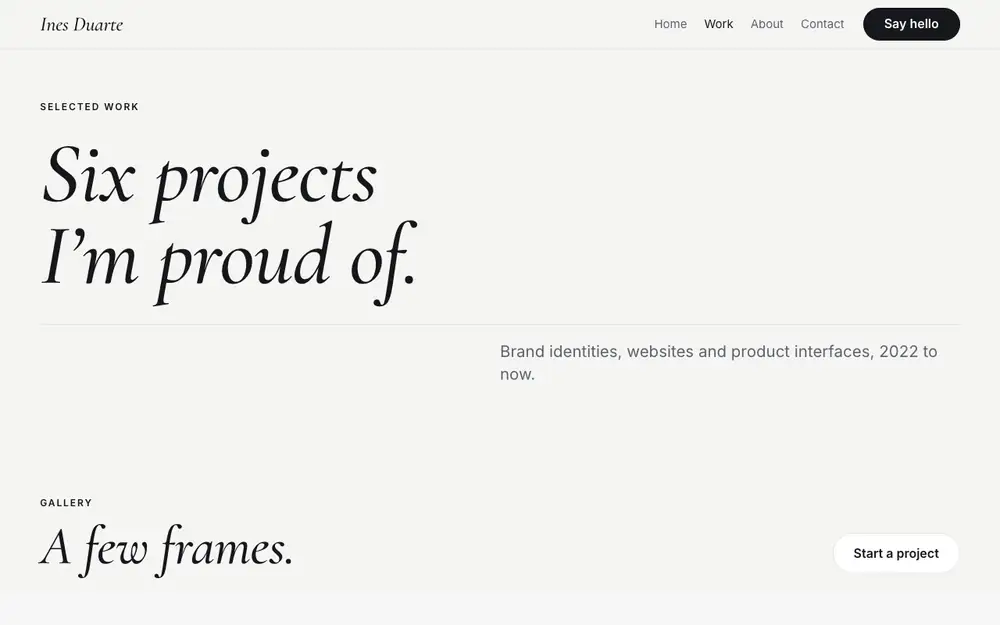 Ines Duarte
Home Work About Contact Say hello
SELECTED WORK
Six projects
I’m proud of.
Brand identities, websites and product interfaces, 2022 to
now.
GALLERY
A few frames.
Start a project